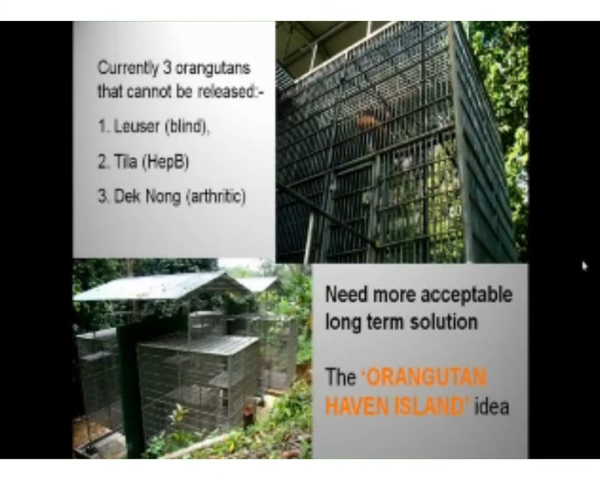 Currently 3 orangutans
that cannot be released:-
1. Leuser (blind),
2. Tila (HepB)
3. Dek Nong (arthritic)
Need more acceptable
long term solution
The ‘ORANGUTAN
HAVEN ISLAND’ idea